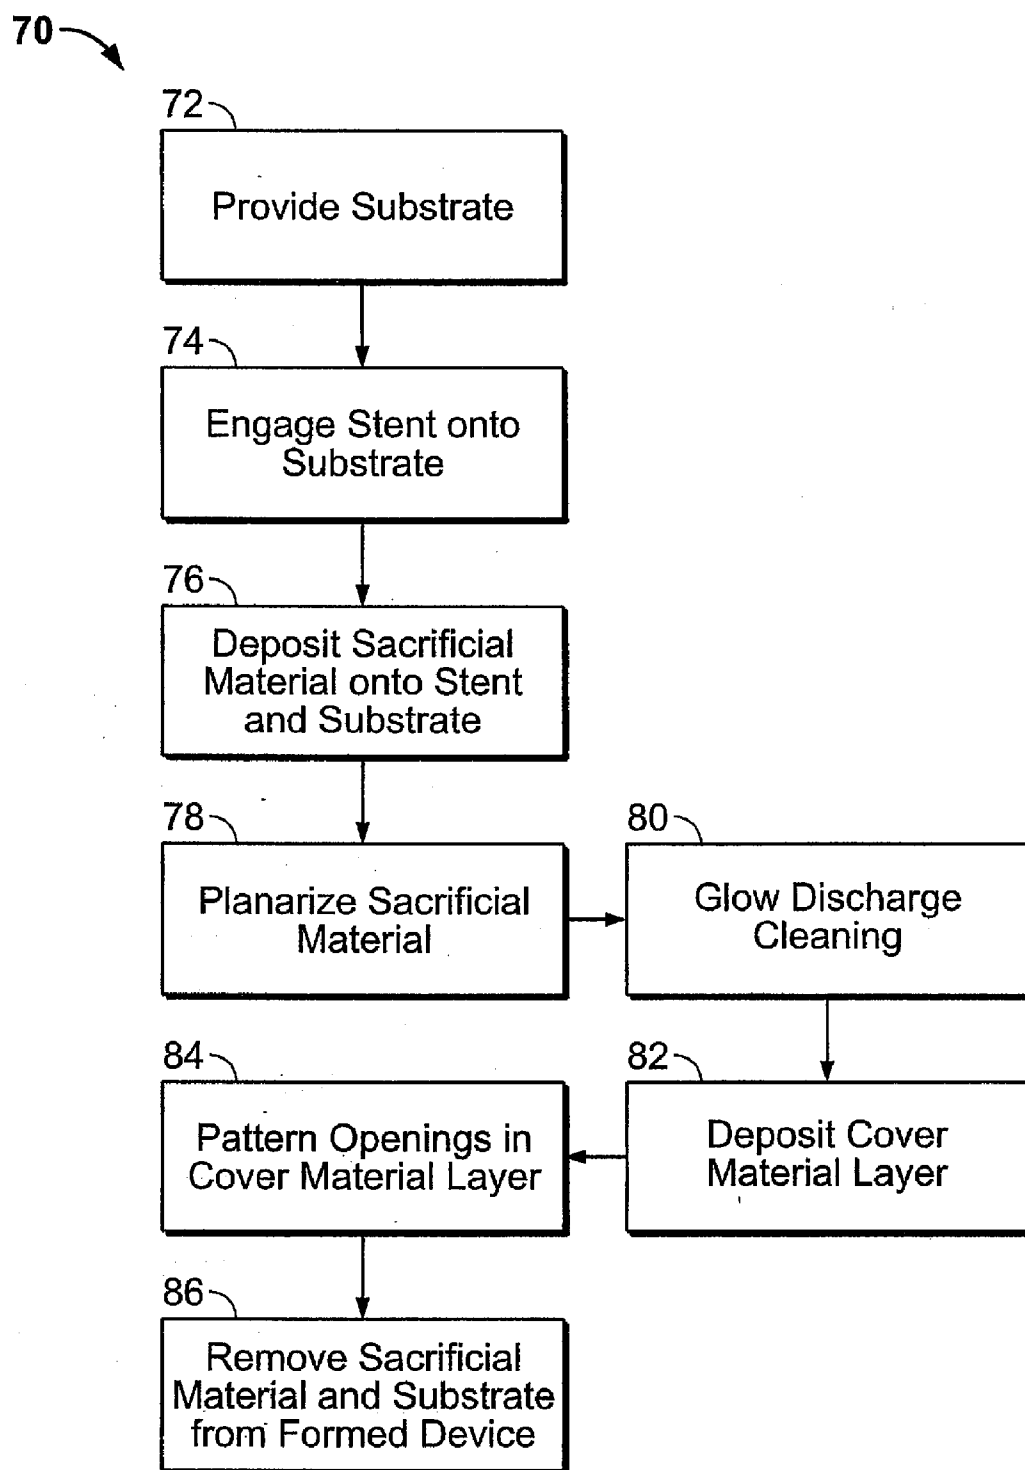 70
72
Provide Substrate
74
Engage Stent onto
Substrate
76
Deposit Sacrificial
Material onto Stent
and Substrate
78
Planarize Sacrificial
Material
80
Glow Discharge
Cleaning
82
Deposit Cover
Material Layer
84
Pattern Openings in
Cover Material Layer
86
Remove Sacrificial
Material and Substrate
from Formed Device